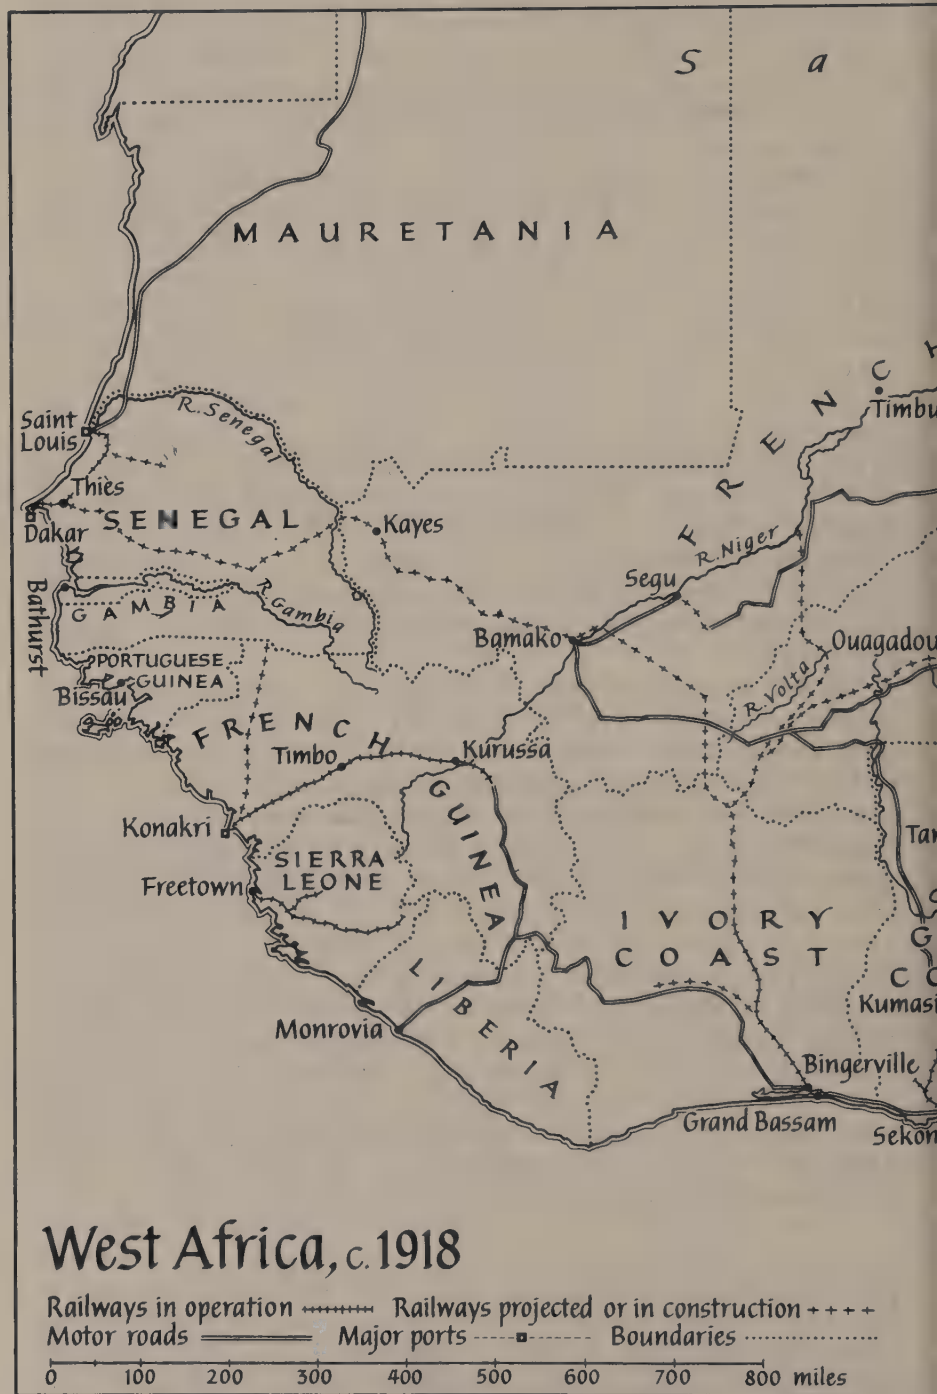 S a
MAURETANIA
FRENCH
Saint
Louis
R. Senegal
Thiès
Dakar
SENEGAL
Kayes
R. Niger
Segu
Bathurst
GAMBIA
R. Gambia
Bamako
Ouagadou
PORTUGUESE
GUINEA
Bissau
R. Volta
FRENCH
GUINEA
Timbo
Kurussa
Timbu
Konakri
SIERRA
LEONE
Freetown
Tam
IVORY
COAST
G
CO
Kumasi
LIBERIA
Monrovia
Bingerville
Grand Bassam
Sekon
West Africa, c. 1918
Railways in operation Railways projected or in construction
Motor roads Major ports Boundaries
0 100 200 300 400 500 600 700 800 miles